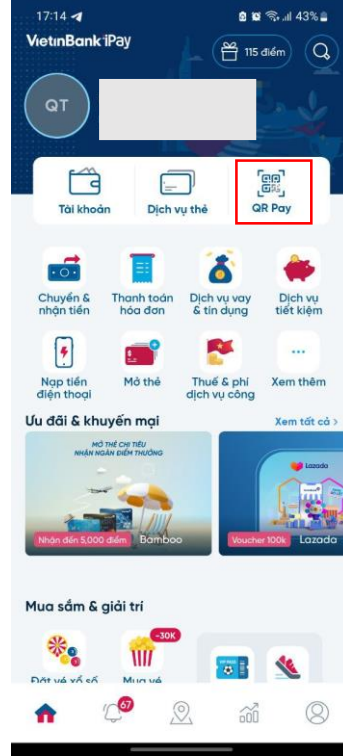 17:14 43%
VietinBank iPay
115 điểm
QT
Tài khoản Dịch vụ thẻ QR Pay
Chuyển & nhận tiền
Thanh toán hóa đơn
Dịch vụ vay & tín dụng
Dịch vụ tiết kiệm
Nạp tiền điện thoại
Mở thẻ
Thuế & phí dịch vụ công
Xem thêm
Ưu đãi & khuyến mại Xem tất cả >
MỞ THẺ CHI TIÊU
NHẬN NGÀN ĐIỂM THƯỞNG
Nhận đến 5,000 điểm Bamboo
Lazada
Voucher 100k Lazada
Mua sắm & giải trí
-30K
Đặt vé xổ số Mua vé
67